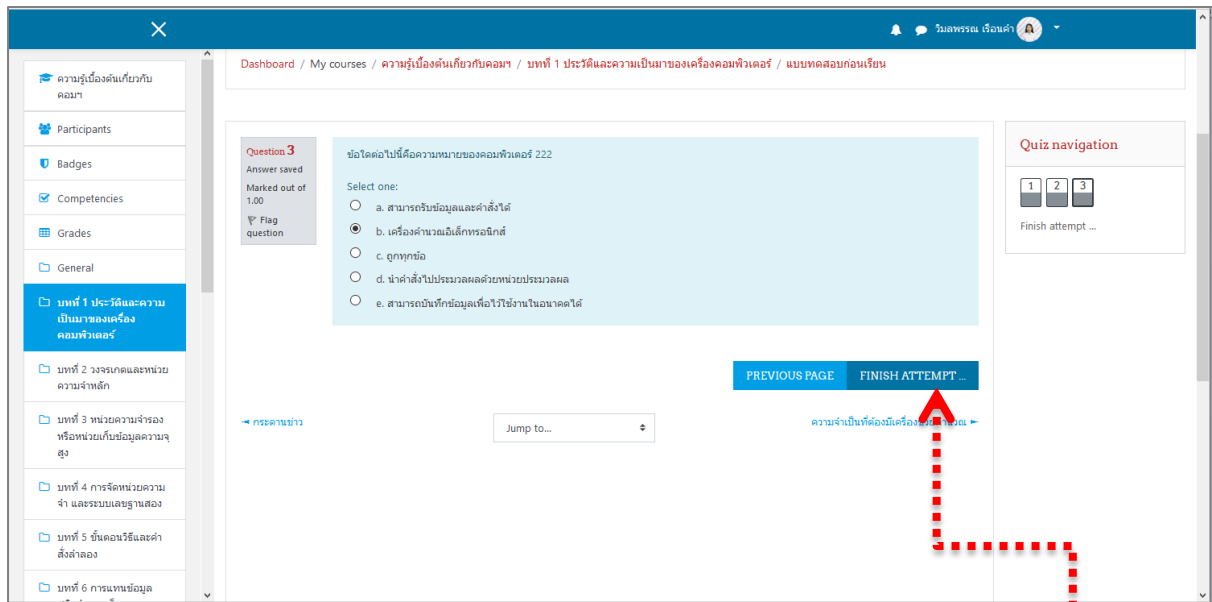 วิมลพรรณ เรือนคำ
ความรู้เบื้องต้นเกี่ยวกับ
คอมฯ
Participants
Badges
Competencies
Grades
General
บทที่ 1 ประวัติและความ
เป็นมาของเครื่อง
คอมพิวเตอร์
บทที่ 2 วงจรเกตและหน่วย
ความจำหลัก
บทที่ 3 หน่วยความจำรอง
หรือหน่วยเก็บข้อมูลความจุ
สูง
บทที่ 4 การจัดหน่วยความ
จำ และระบบเลขฐานสอง
บทที่ 5 ขั้นตอนวิธีและคำ
สั่งลำลอง
บทที่ 6 การแทนข้อมูล
Dashboard / My courses / ความรู้เบื้องต้นเกี่ยวกับคอมฯ / บทที่ 1 ประวัติและความเป็นมาของเครื่องคอมพิวเตอร์ / แบบทดสอบก่อนเรียน
Question 3
Answer saved
Marked out of
1.00
Flag
question
ข้อใดต่อไปนี้คือความหมายของคอมพิวเตอร์ 222
Select one:
a. สามารถรับข้อมูลและคำสั่งได้
b. เครื่องคำนวณอิเล็กทรอนิกส์
c. ถูกทุกข้อ
d. นำคำสั่งไปประมวลผลด้วยหน่วยประมวลผล
e. สามารถบันทึกข้อมูลเพื่อไว้ใช้งานในอนาคตได้
PREVIOUS PAGE
FINISH ATTEMPT ...
◄ กระดานข่าว
Jump to...
ความจำเป็นที่ต้องมีเครื่อง ►
Quiz navigation
1 2 3
Finish attempt ...